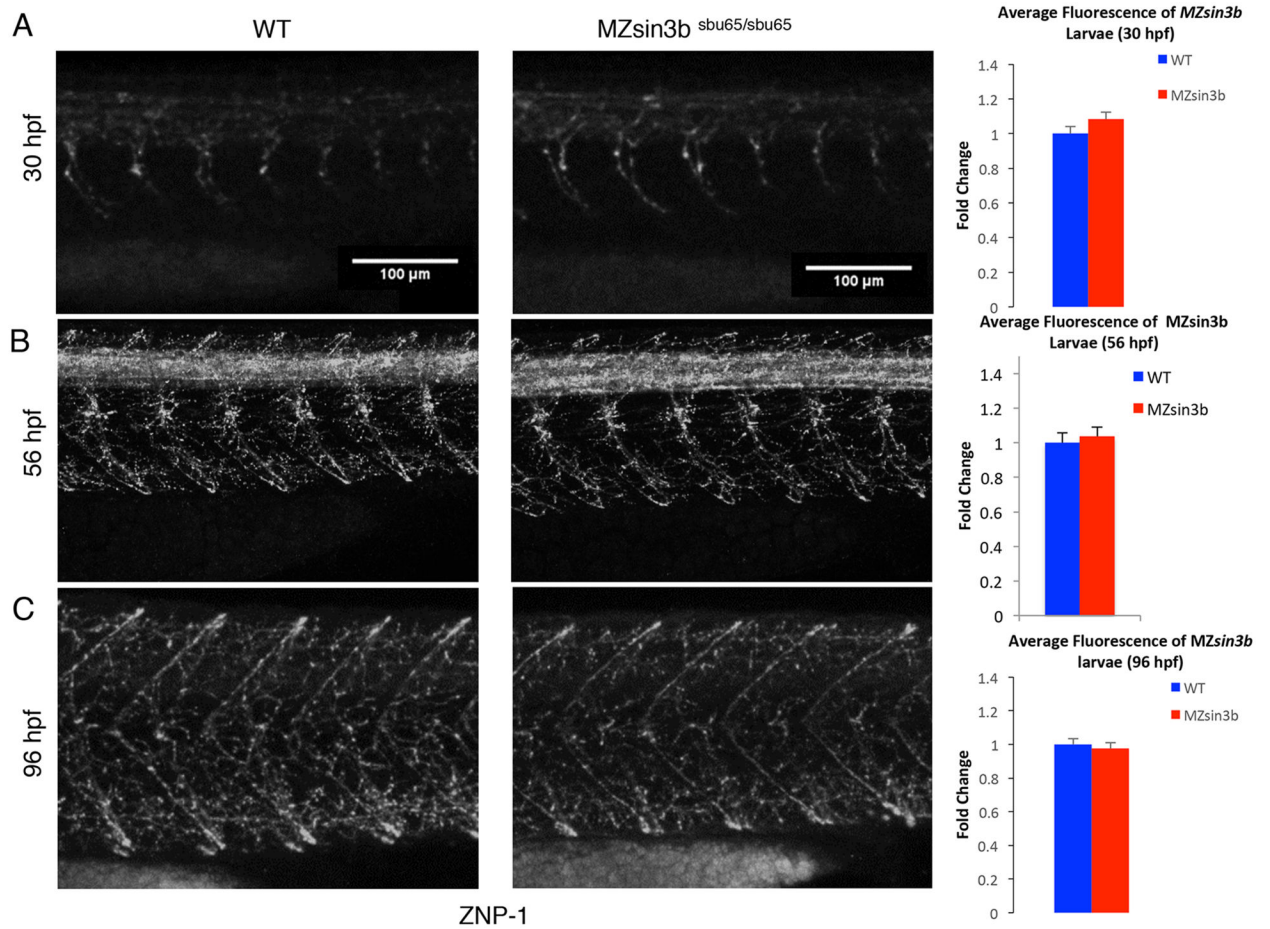 A
WT
MZsin3b sbu65/sbu65
30 hpf
100 µm
100 µm
Average Fluorescence of MZsin3b
Larvae (30 hpf)
1.4
1.2
1
0.8
0.6
0.4
0.2
0
Fold Change
WT
MZsin3b
B
56 hpf
Average Fluorescence of MZsin3b
Larvae (56 hpf)
1.4
1.2
1
0.8
0.6
0.4
0.2
0
Fold Change
WT
MZsin3b
C
96 hpf
Average Fluorescence of MZsin3b
larvae (96 hpf)
1.4
1.2
1
0.8
0.6
0.4
0.2
0
Fold Change
WT
MZsin3b
ZNP-1